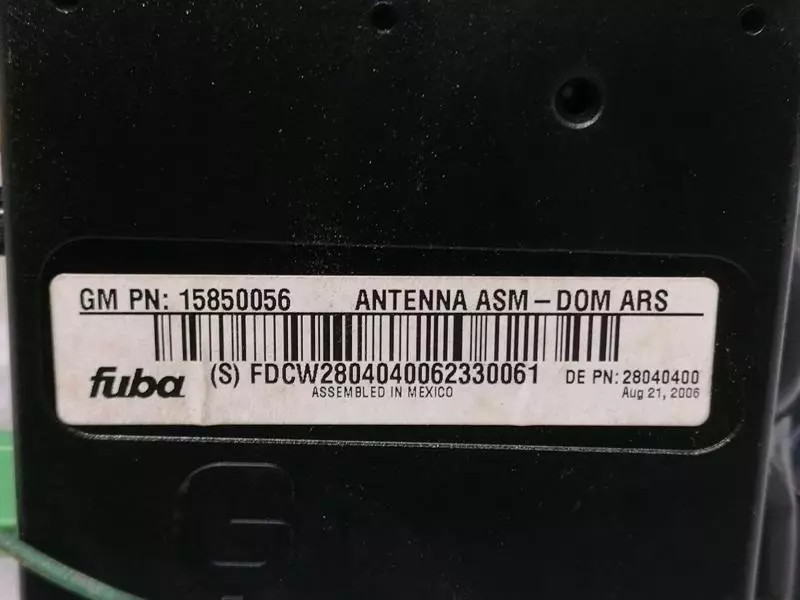 GM PN: 15850056 ANTENNA ASM – DOM ARS
fuba (S) FDCW2804040062330061 DE PN: 28040400
ASSEMBLED IN MEXICO Aug 21, 2006
G